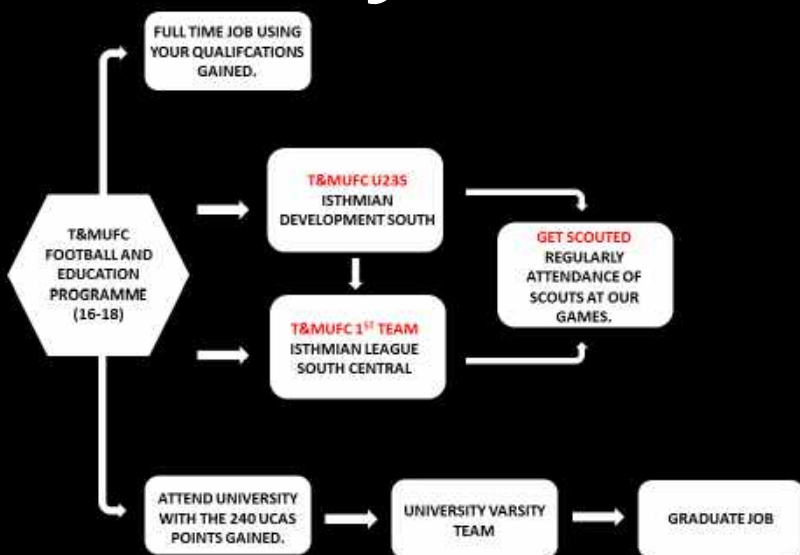 FULL TIME JOB USING
YOUR QUALIFCATIONS
GAINED.
T&MUFC
FOOTBALL AND
EDUCATION
PROGRAMME
(16-18)
T&MUFC U23S
ISTHMIAN
DEVELOPMENT SOUTH
T&MUFC 1ST TEAM
ISTHMIAN LEAGUE
SOUTH CENTRAL
GET SCOUTED
REGULARLY
ATTENDANCE OF
SCOUTS AT OUR
GAMES.
ATTEND UNIVERSITY
WITH THE 240 UCAS
POINTS GAINED.
UNIVERSITY VARSITY
TEAM
GRADUATE JOB